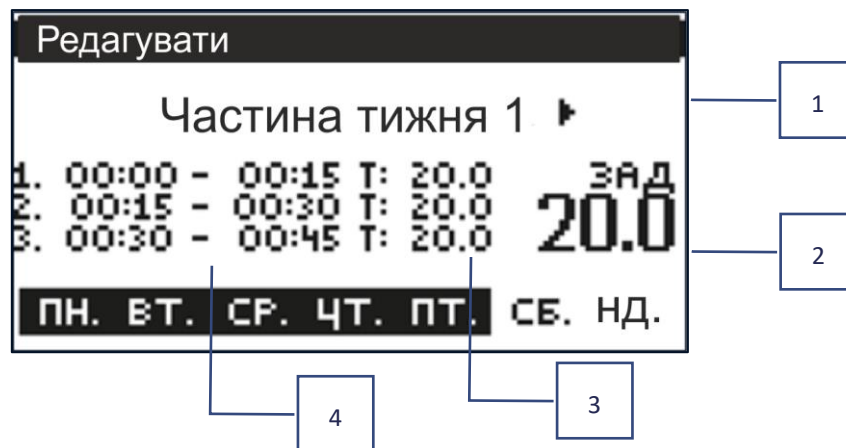 Редагувати
Частина тижня 1
1. 00:00 - 00:15 Т: 20.0
2. 00:15 - 00:30 Т: 20.0
3. 00:30 - 00:45 Т: 20.0
ЗАД
20.0
ПН. ВТ. СР. ЧТ. ПТ. СБ. НД.
1
2
3
4